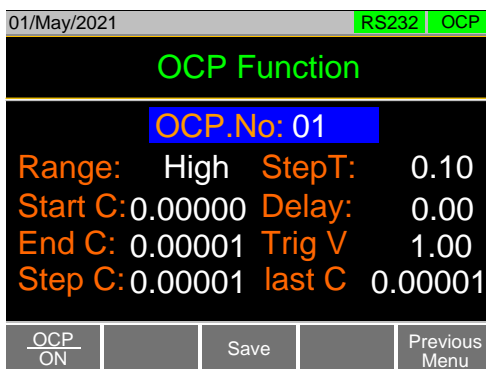 01/May/2021 RS232 OCP
OCP Function
OCP.No: 01
Range: High StepT: 0.10
Start C: 0.00000 Delay: 0.00
End C: 0.00001 Trig V 1.00
Step C: 0.00001 last C 0.00001
OCP ON Save Previous Menu